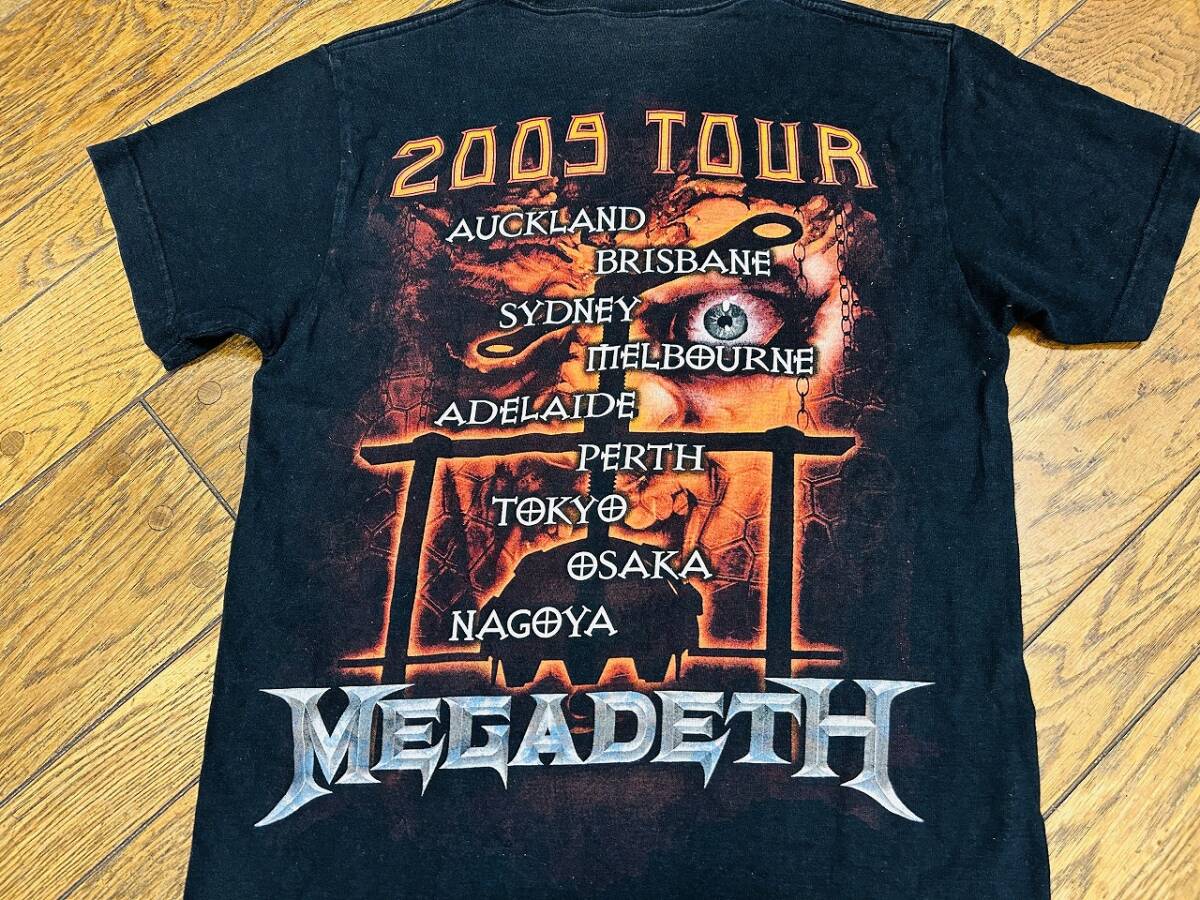 2009 TOUR
AUCKLAND
BRISBANE
SYDNEY
MELBOURNE
ADELAIDE
PERTH
TOKYO
OSAKA
NAGOYA
MEGADETH